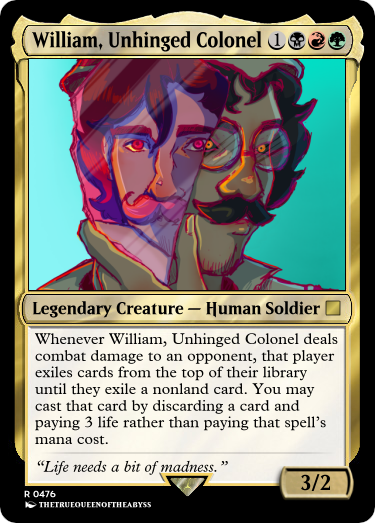 William, Unhinged Colonel 1
Legendary Creature — Human Soldier
Whenever William, Unhinged Colonel deals
combat damage to an opponent, that player
exiles cards from the top of their library
until they exile a nonland card. You may
cast that card by discarding a card and
paying 3 life rather than paying that spell's
mana cost.
"Life needs a bit of madness."
3/2
R 0476
THETRUEQUEENOFTHEABYSS